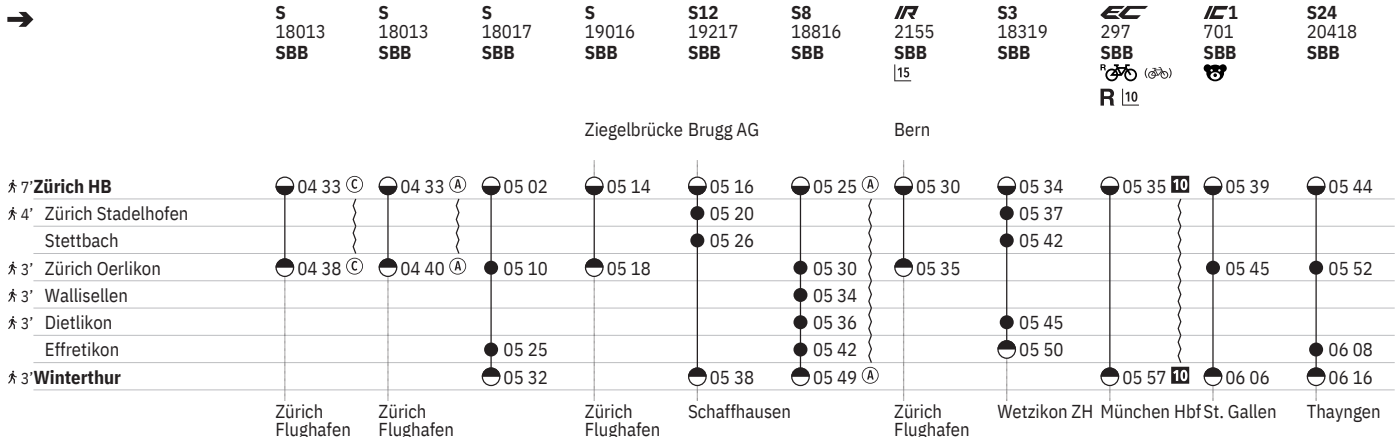 S S S S S12 S8 IR S3 EC IC1 S24
18013 18013 18017 19016 19217 18816 2155 18319 297 701 20418
SBB SBB SBB SBB SBB SBB SBB SBB SBB SBB SBB
15 R
R 10
Ziegelbrücke Brugg AG Bern
7' Zürich HB 04 33 C 04 33 A 05 02 05 14 05 16 05 25 A 05 30 05 34 05 35 10 05 39 05 44
4' Zürich Stadelhofen 05 20 05 37
Stettbach 05 26 05 42
3' Zürich Oerlikon 04 38 C 04 40 A 05 10 05 18 05 30 05 35 05 45 05 52
3' Wallisellen 05 34
3' Dietlikon 05 36 05 45
Effretikon 05 25 05 42 05 50 06 08
3' Winterthur 05 32 05 38 05 49 A 05 57 10 06 06 06 16
Zürich Zürich Zürich Schaffhausen Zürich Wetzikon ZH München Hbf St. Gallen Thayngen
Flughafen Flughafen Flughafen Flughafen